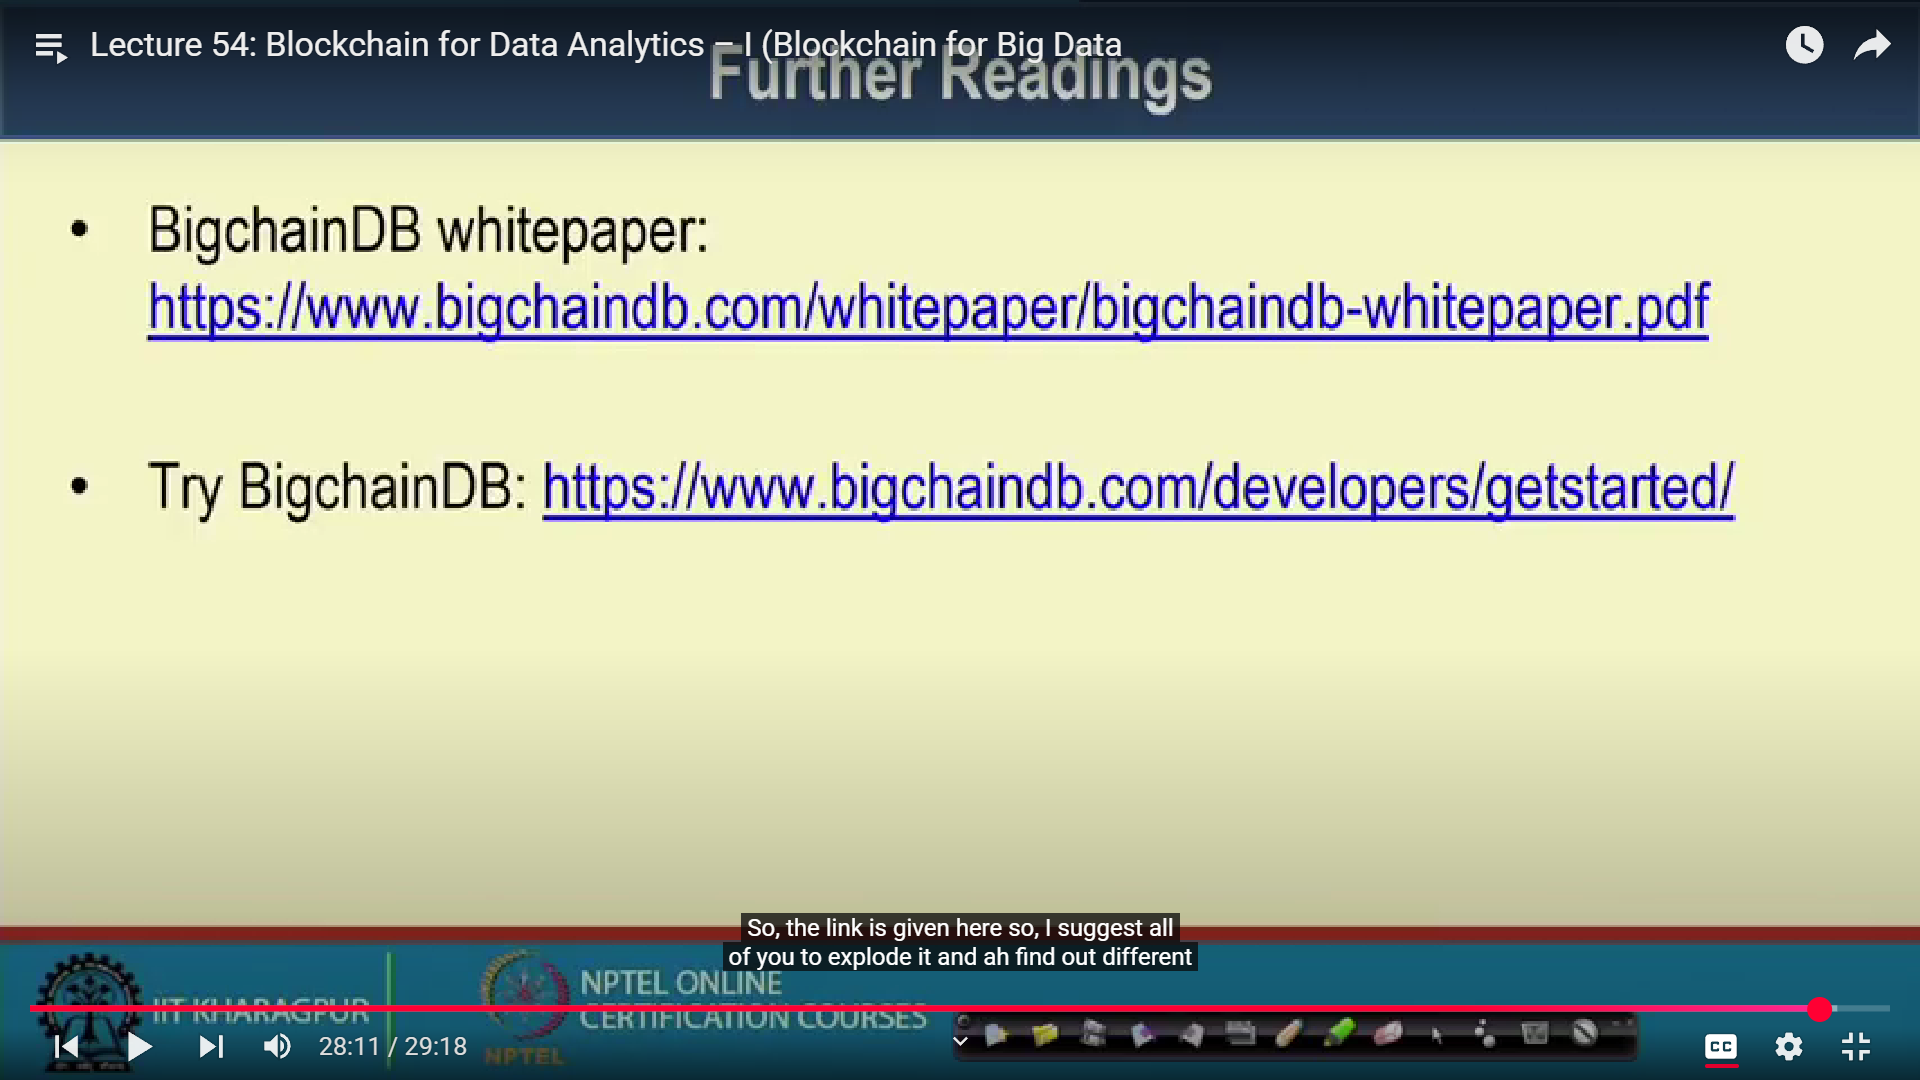 Lecture 54: Blockchain for Data Analytics – I (Blockchain for Big Data
Further Readings
• BigchainDB whitepaper:
https://www.bigchaindb.com/whitepaper/bigchaindb-whitepaper.pdf
• Try BigchainDB: https://www.bigchaindb.com/developers/getstarted/
So, the link is given here so, I suggest all
of you to explode it and ah find out different
IIT KHARAGPUR
NPTEL ONLINE
CERTIFICATION COURSES
NPTEL
28:11 / 29:18
CC